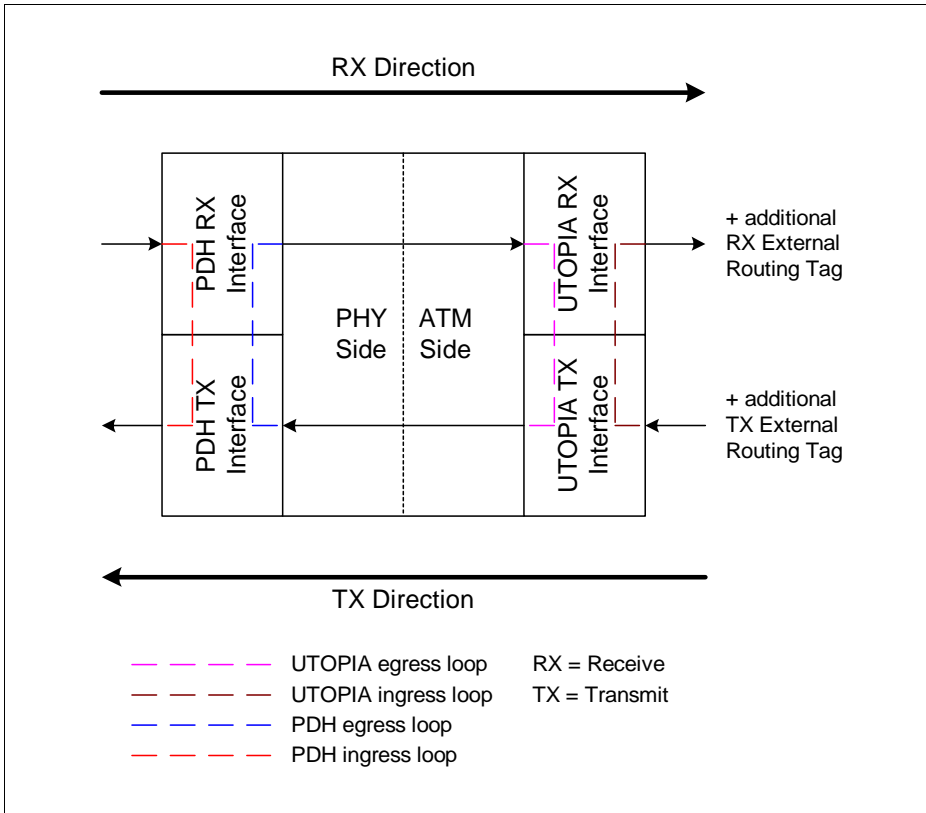 RX Direction
PDH RX
Interface
UTOPIA RX
Interface
+ additional
RX External
Routing Tag
PHY
Side
ATM
Side
PDH TX
Interface
UTOPIA TX
Interface
+ additional
TX External
Routing Tag
TX Direction
UTOPIA egress loop
RX = Receive
UTOPIA ingress loop
TX = Transmit
PDH egress loop
PDH ingress loop